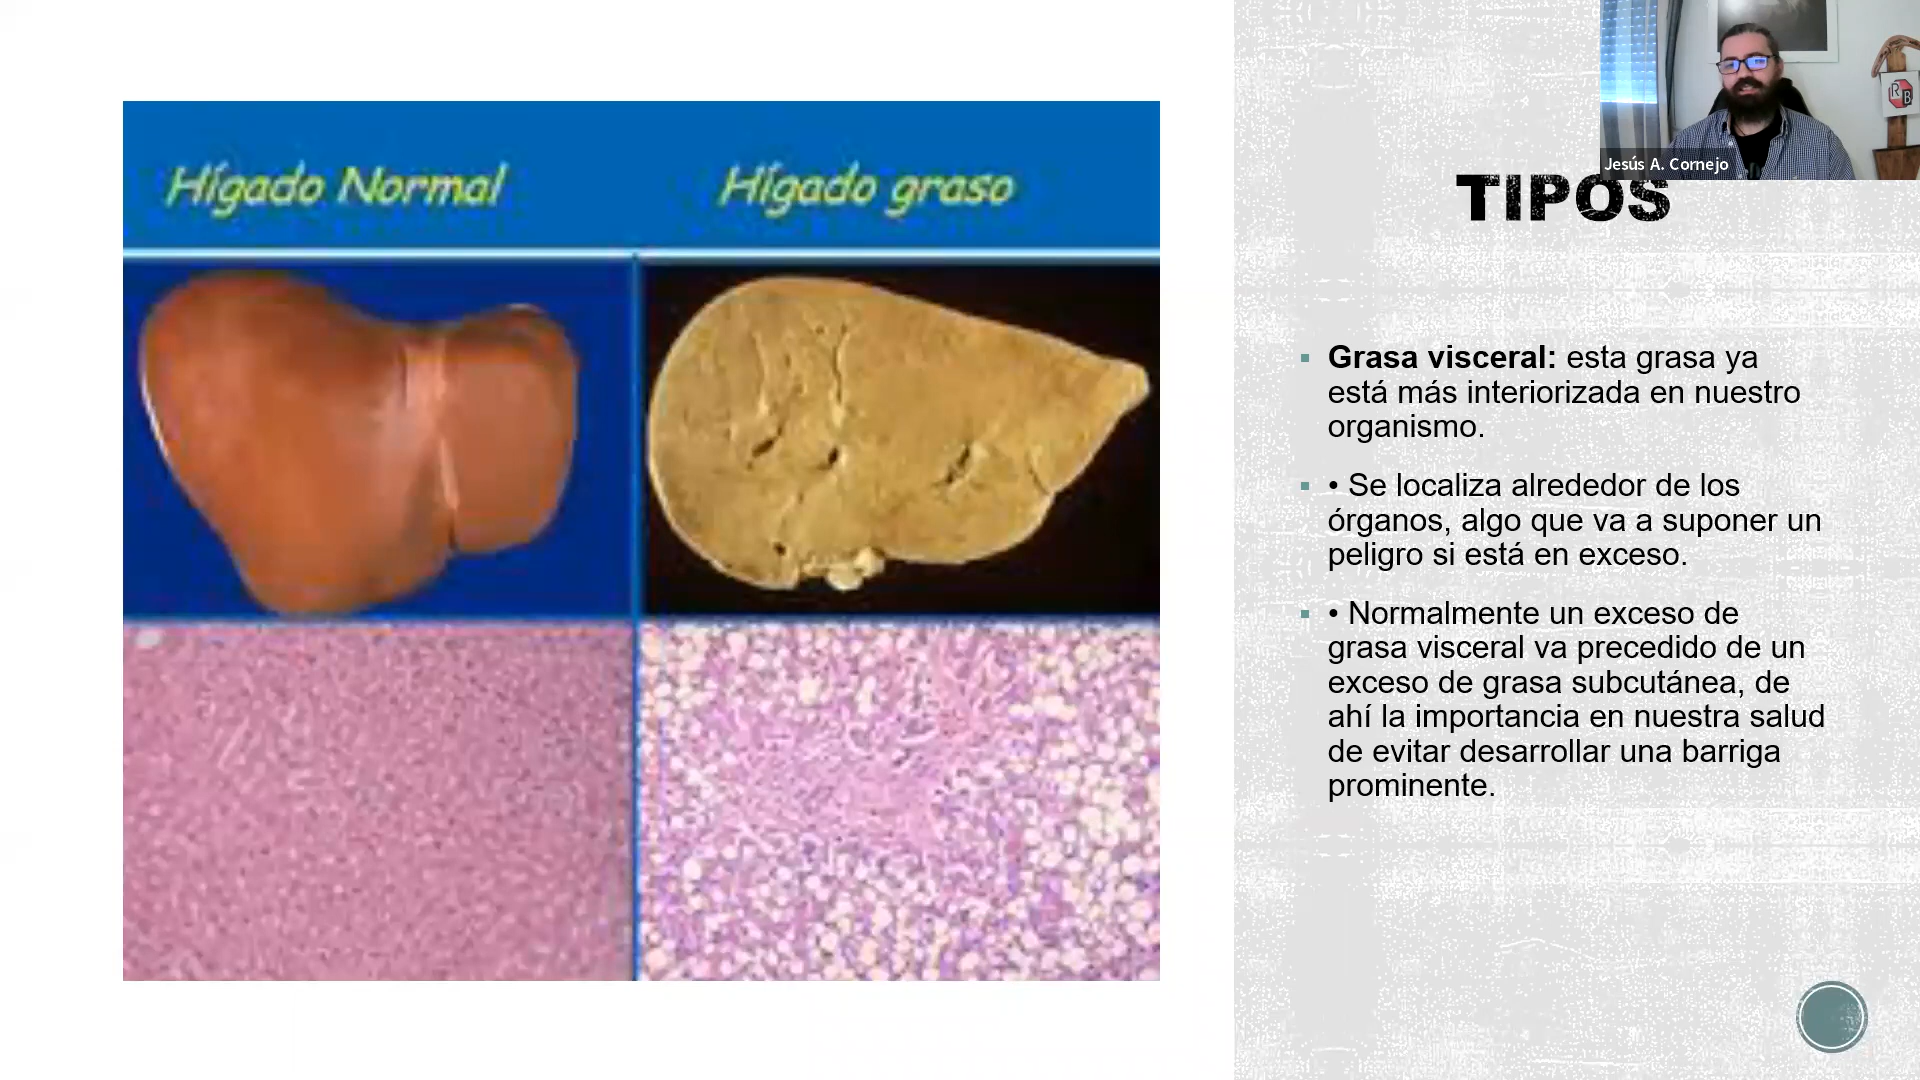 Hígado Normal
Hígado graso
Jesús A. Cornejo
R
B
TIPOS
Grasa visceral: esta grasa ya
está más interiorizada en nuestro
organismo.
• Se localiza alrededor de los
órganos, algo que va a suponer un
peligro si está en exceso.
• Normalmente un exceso de
grasa visceral va precedido de un
exceso de grasa subcutánea, de
ahí la importancia en nuestra salud
de evitar desarrollar una barriga
prominente.